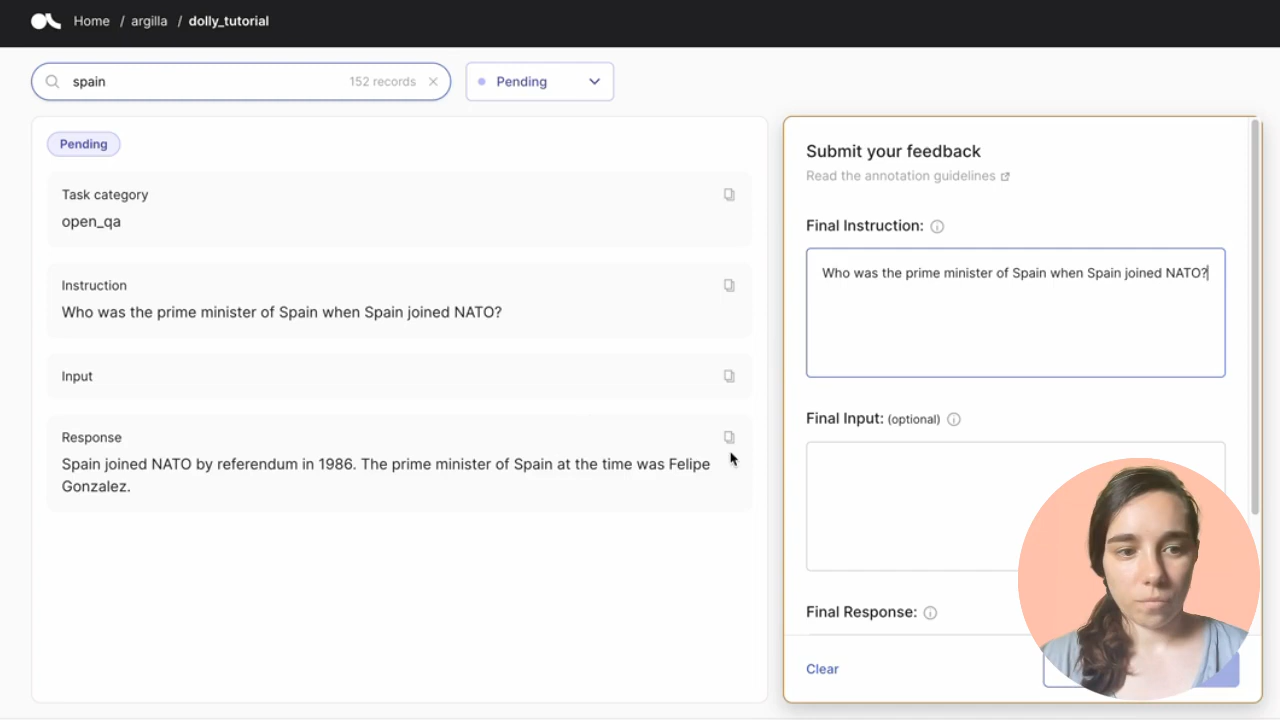 Home / argilla / dolly_tutorial
spain 152 records
Pending
Pending
Task category
open_qa
Instruction
Who was the prime minister of Spain when Spain joined NATO?
Input
Response
Spain joined NATO by referendum in 1986. The prime minister of Spain at the time was Felipe
Gonzalez.
Submit your feedback
Read the annotation guidelines
Final Instruction:
Who was the prime minister of Spain when Spain joined NATO?
Final Input: (optional)
Final Response:
Clear